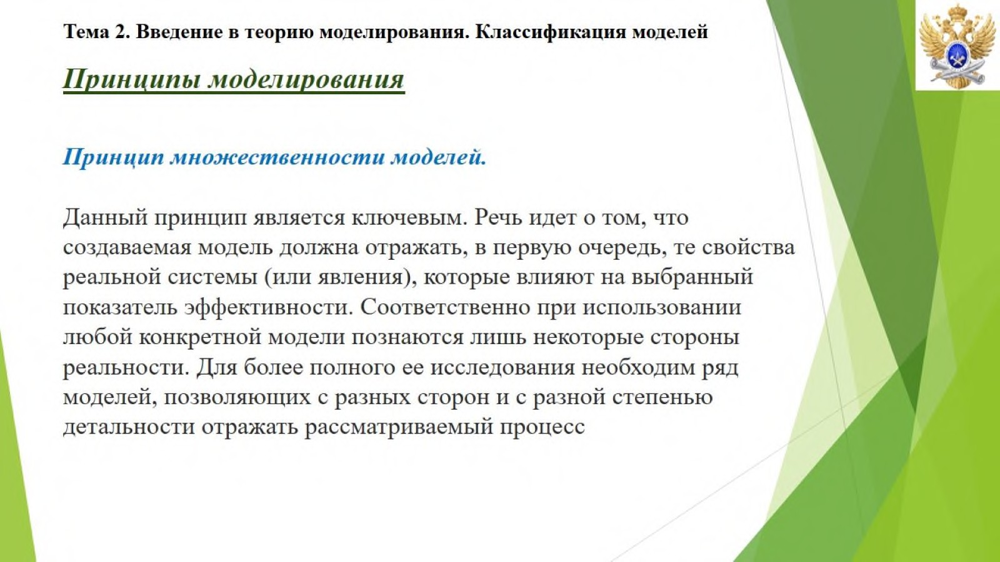 Тема 2. Введение в теорию моделирования. Классификация моделей
Принципы моделирования
Принцип множественности моделей.
Данный принцип является ключевым. Речь идет о том, что
создаваемая модель должна отражать, в первую очередь, те свойства
реальной системы (или явления), которые влияют на выбранный
показатель эффективности. Соответственно при использовании
любой конкретной модели познаются лишь некоторые стороны
реальности. Для более полного ее исследования необходим ряд
моделей, позволяющих с разных сторон и с разной степенью
детальности отражать рассматриваемый процесс